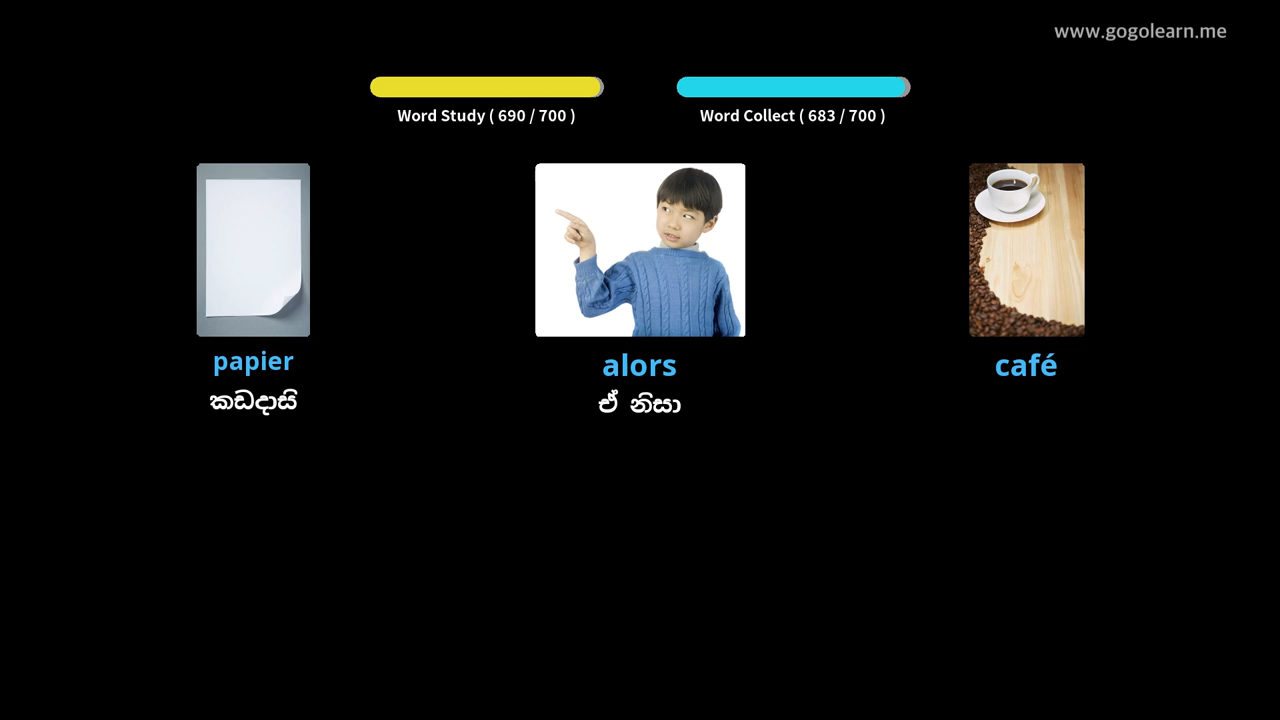 www.gogolearn.me
Word Study ( 690 / 700 )
Word Collect ( 683 / 700 )
papier
alors
café
කඩදාසි
ඒ නිසා